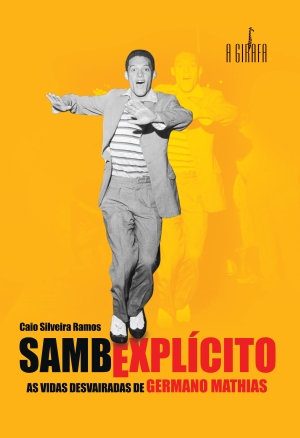 A GIRAFA
Caio Silveira Ramos
SAMBEXPLÍCITO
AS VIDAS DESVAIRADAS DE GERMANO MATHIAS